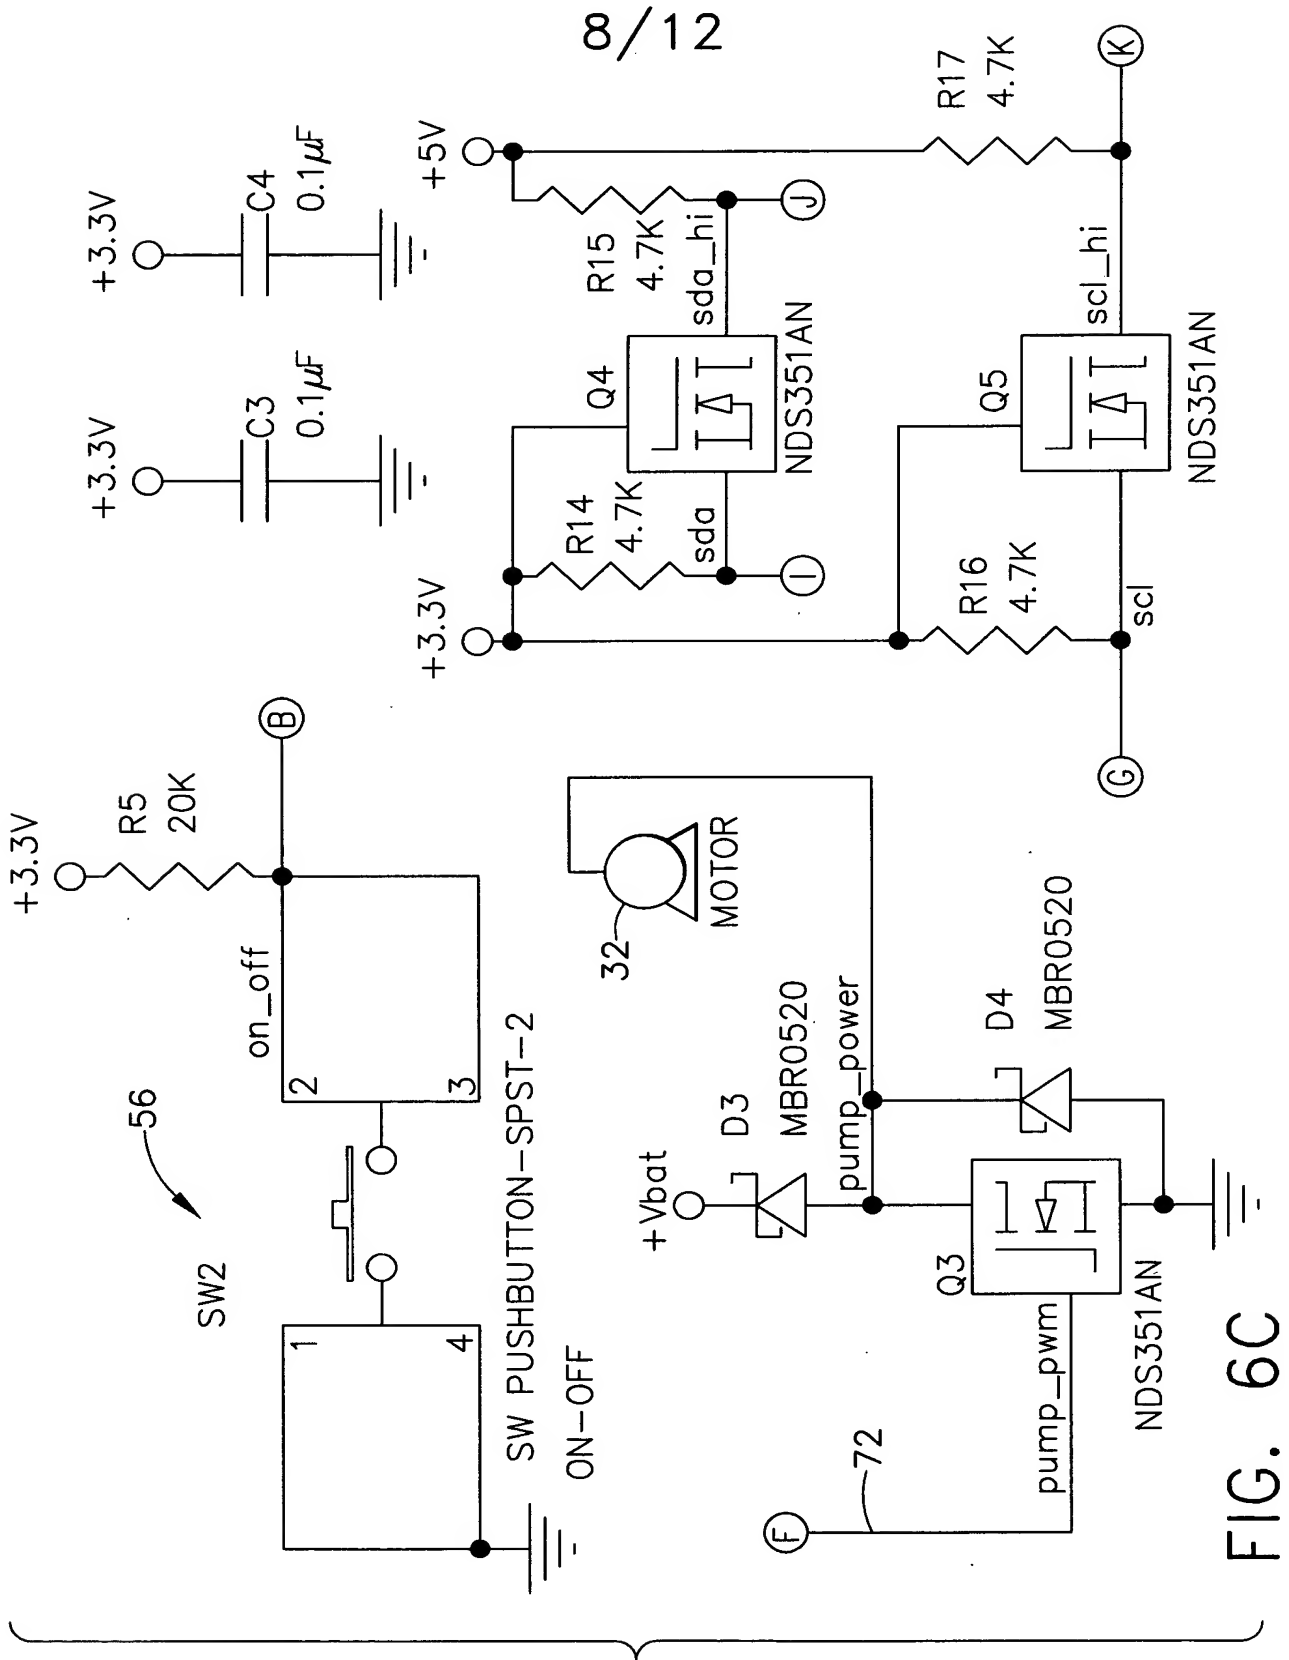 8/12
+3.3V
R5
20K
on_off
B
2
3
56
SW2
1
4
SW PUSHBUTTON-SPST-2
ON-OFF
+3.3V
C3
0.1µF
+3.3V
C4
0.1µF
F
72
pump_pwm
+Vbat
D3
MBR0520
pump_power
Q3
NDS351AN
D4
MBR0520
32
MOTOR
+3.3V
R14
4.7K
sda
I
Q4
NDS351AN
+5V
R15
4.7K
sda_hi
J
R16
4.7K
scl
G
Q5
NDS351AN
scl_hi
R17
4.7K
K
FIG. 6C